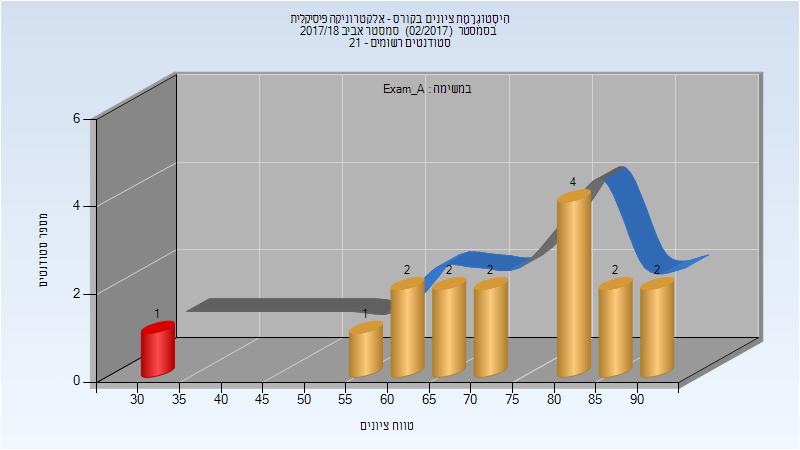 היסטוגרמת ציונים בקורס - אלקטרוניקה פיסיקלית
בסמסטר (02/2017) סמסטר אביב 2017/18
סטודנטים רשומים - 21
במשימה : Exam_A
מספר סטודנטים
6
4
2
0
1
1
2
2
2
4
2
2
30 35 40 45 50 55 60 65 70 75 80 85 90
טווח ציונים